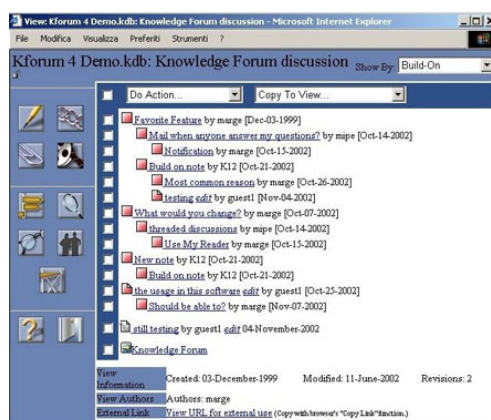 View: Kforum 4 Demo.kdb: Knowledge Forum discussion - Microsoft Internet Explorer
File Modifica Visualizza Preferiti Strumenti ?
Kforum 4 Demo.kdb: Knowledge Forum discussion Show By: Build-On
Do Action... Copy To View...
Favorite Feature by marge [Dec-03-1999]
Mail when anyone answer my questions? by mipe [Oct-14-2002]
Notification by marge [Oct-15-2002]
Build on note by K12 [Oct-21-2002]
Most common reason by marge [Oct-26-2002]
testing edit by guest1 [Nov-04-2002]
What would you change? by marge [Oct-07-2002]
threaded discussions by mipe [Oct-14-2002]
Use My Reader by marge [Oct-15-2002]
New note by K12 [Oct-21-2002]
Build on note by K12 [Oct-21-2002]
the usage in this software edit by guest1 [Oct-25-2002]
Should be able to? by marge [Nov-07-2002]
still testing by guest1 edit 04-November-2002
Knowledge Forum
View Information Created: 03-December-1999 Modified: 11-June-2002 Revisions: 2
View Authors Authors: marge
External Link View URL for external use (Copy with browser's "Copy Link" function.)